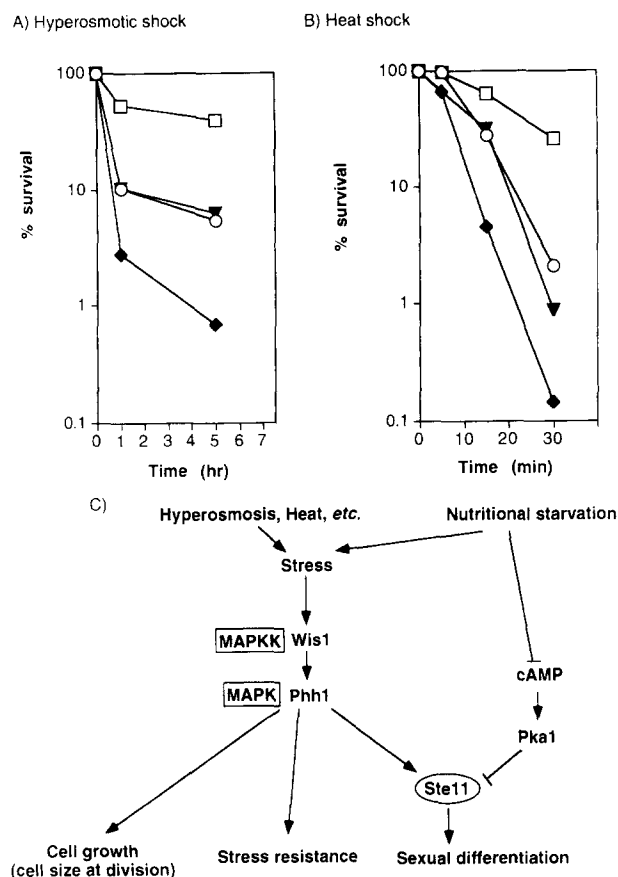 A) Hyperosmotic shock
100
10
1
0.1
% survival
0 1 2 3 4 5 6 7
Time (hr)
B) Heat shock
100
10
1
0.1
% survival
0 10 20 30
Time (min)
C)
Hyperosmosis, Heat, etc.
Nutritional starvation
Stress
MAPKK Wis1
cAMP
MAPK Phh1
Pka1
Ste11
Cell growth
(cell size at division)
Stress resistance
Sexual differentiation